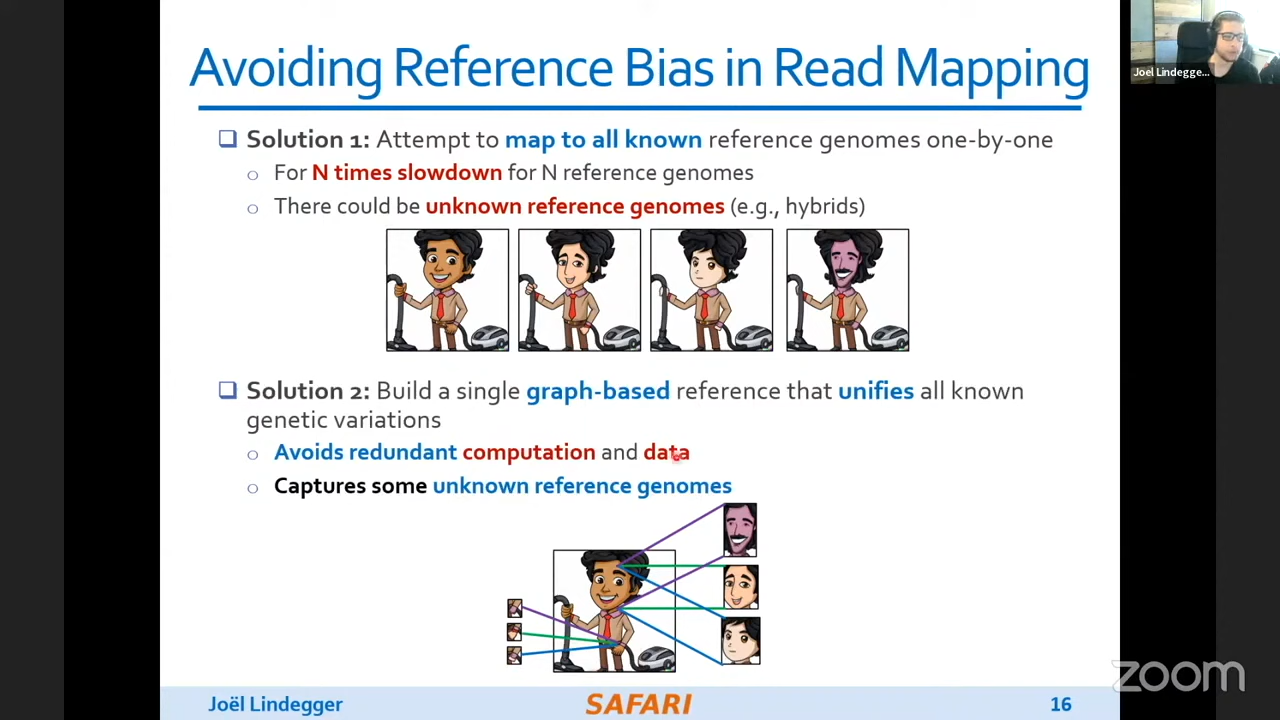 Avoiding Reference Bias in Read Mapping
Joel Lindegge...
Solution 1: Attempt to map to all known reference genomes one-by-one
For N times slowdown for N reference genomes
There could be unknown reference genomes (e.g., hybrids)
Solution 2: Build a single graph-based reference that unifies all known
genetic variations
Avoids redundant computation and data
Captures some unknown reference genomes
zoom
Joël Lindegger
SAFARI
16